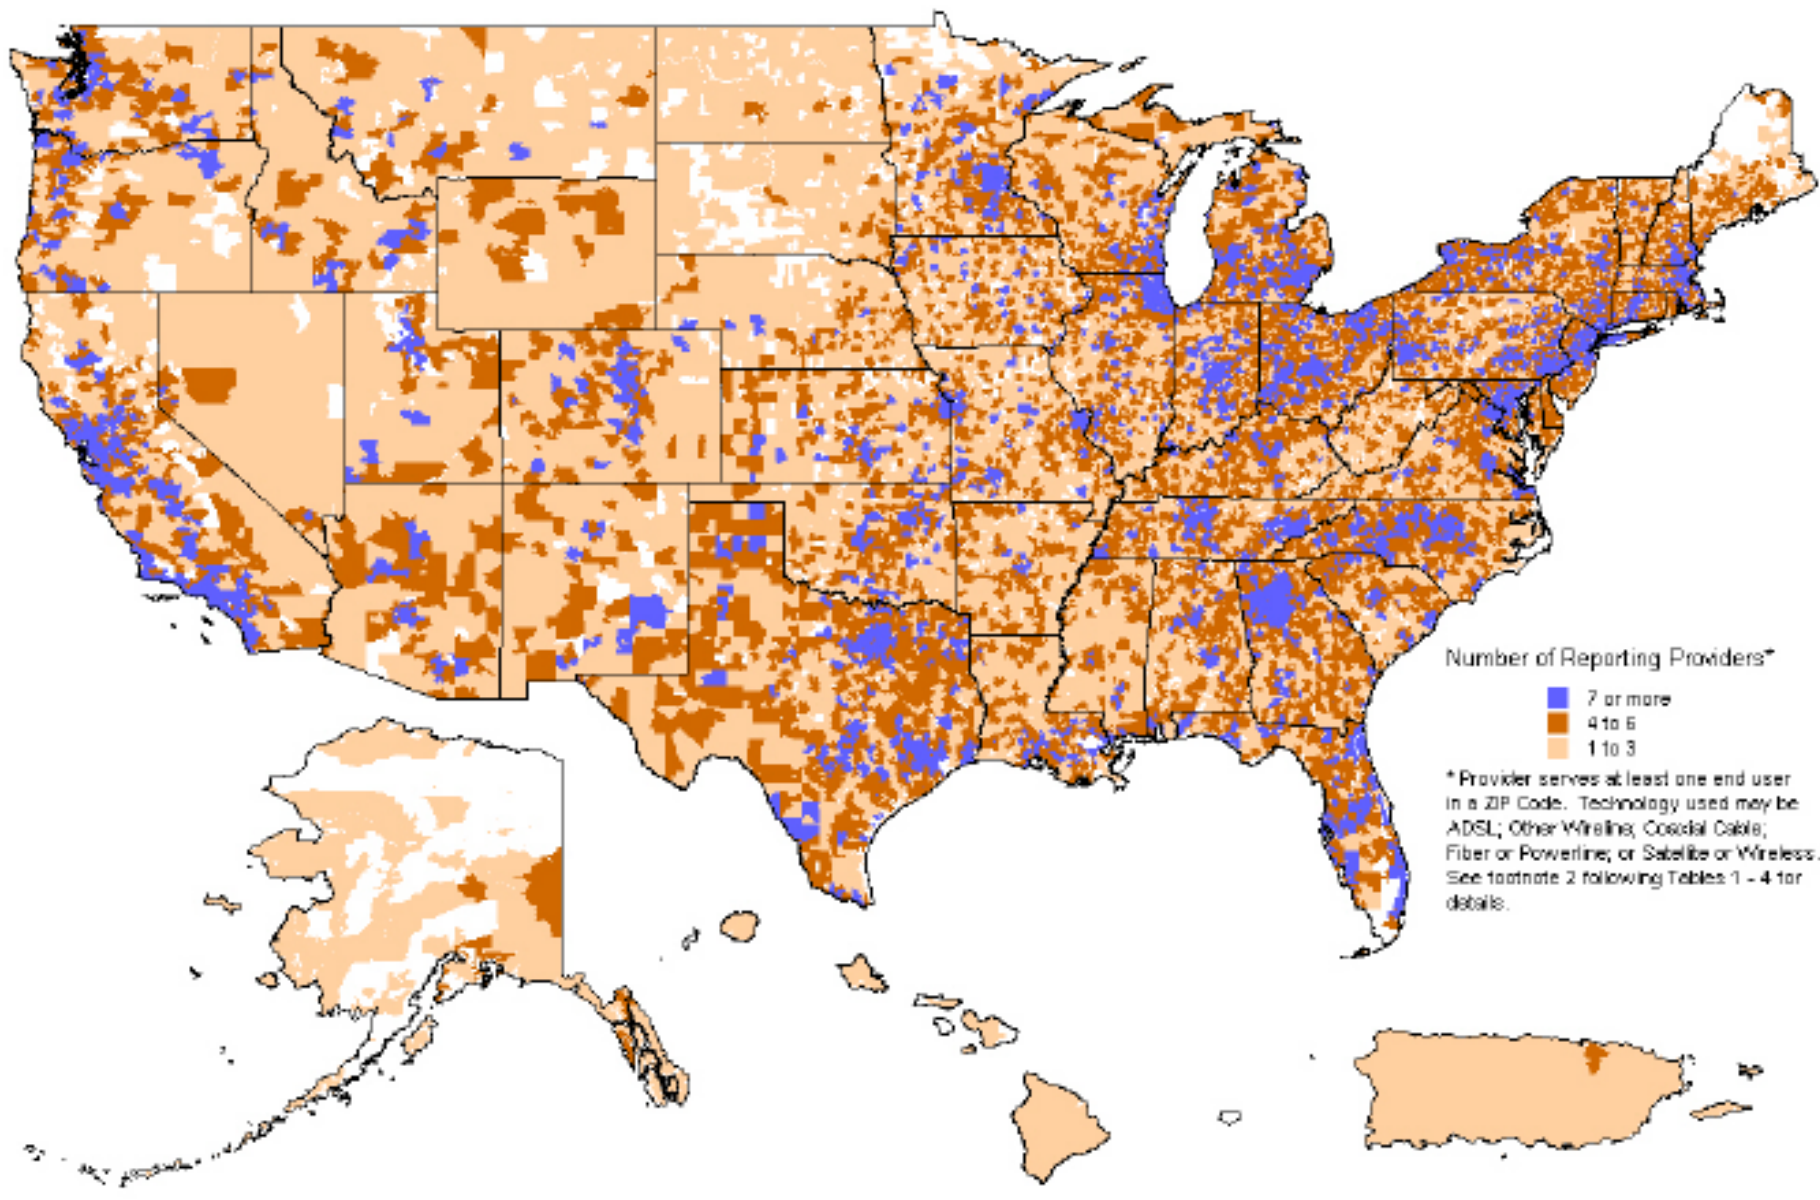 Number of Reporting Providers*
7 or more
4 to 6
1 to 3
* Provider serves at least one end user
in a ZIP Code. Technology used may be
ADSL; Other Wireline; Coaxial Cable;
Fiber or Powerline; or Satellite or Wireless.
See footnote 2 following Tables 1 - 4 for
details.